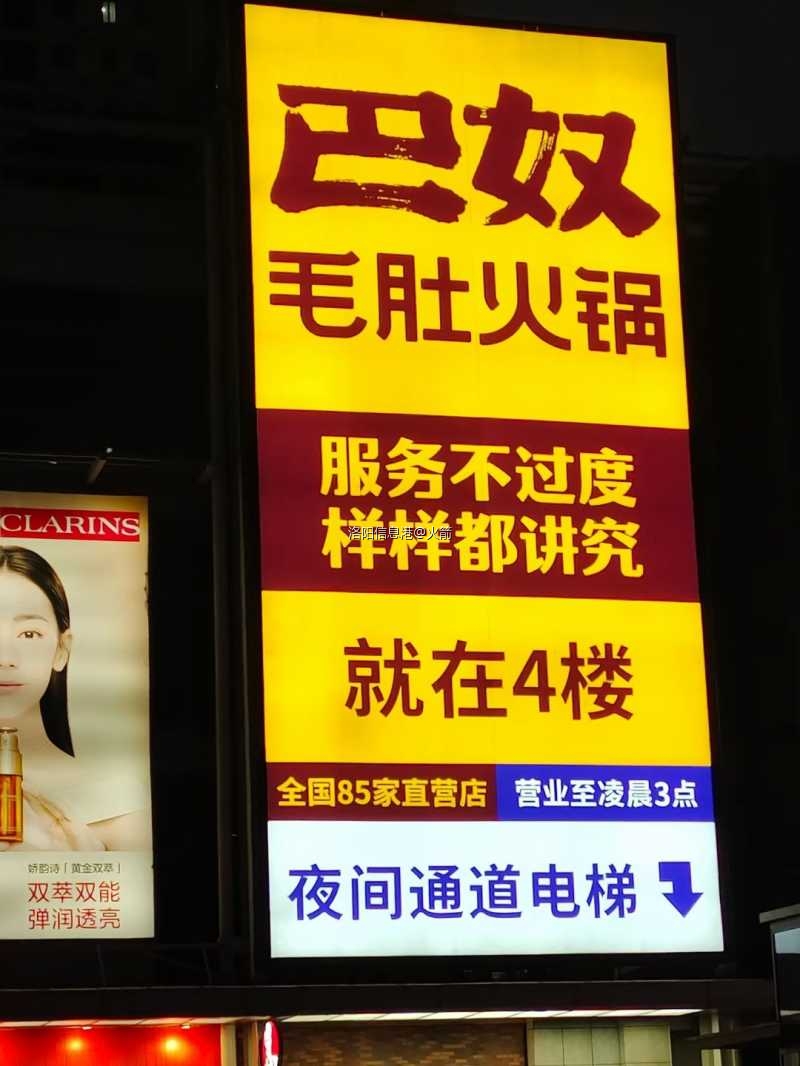 巴奴
毛肚火锅
服务不过度
样样都讲究
洛阳信息港@火箭
就在4楼
全国85家直营店
营业至凌晨3点
夜间通道电梯
CLARINS
娇韵诗「黄金双萃」
双萃双能
弹润透亮